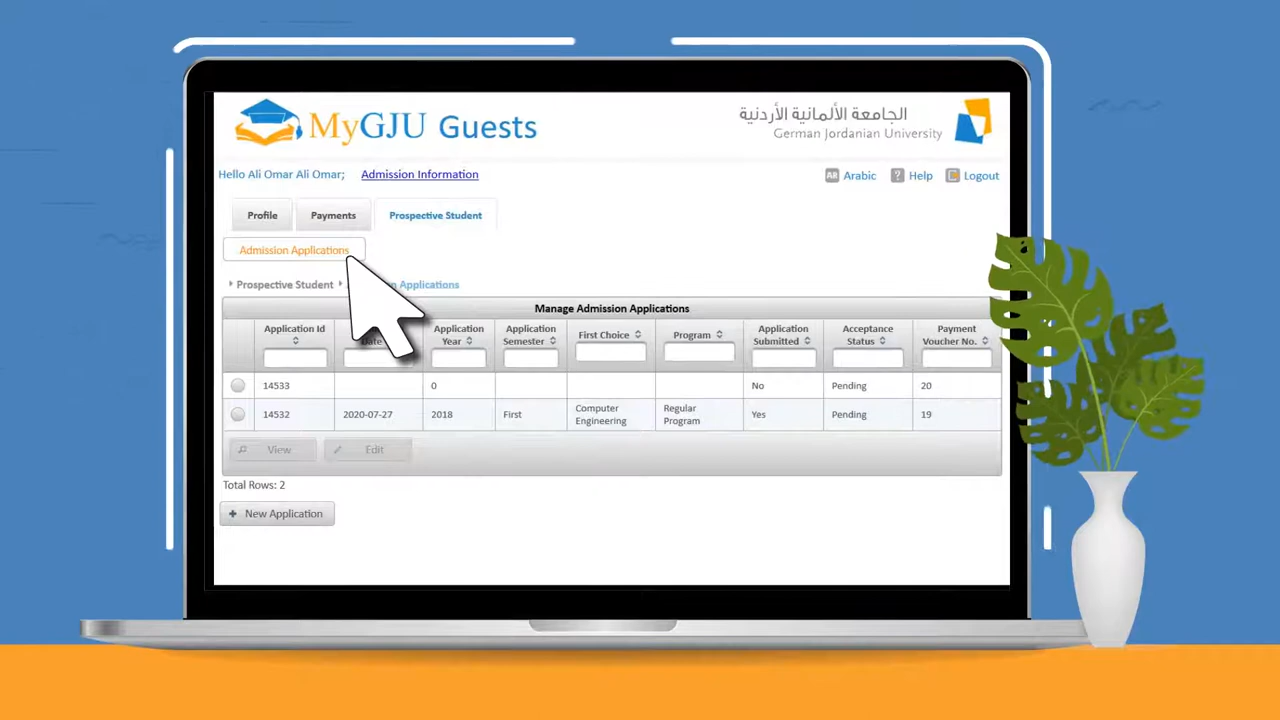 MyGJU Guests
الجامعة الألمانية الأردنية
German Jordanian University
Hello Ali Omar Ali Omar; Admission Information
AR Arabic ? Help Logout
Profile Payments Prospective Student
Admission Applications
Prospective Student Applications
Manage Admission Applications
Application Id Date Application Year Application Semester First Choice Program Application Submitted Acceptance Status Payment Voucher No.
14533 0 No Pending 20
14532 2020-07-27 2018 First Computer Engineering Regular Program Yes Pending 19
View Edit
Total Rows: 2
+ New Application